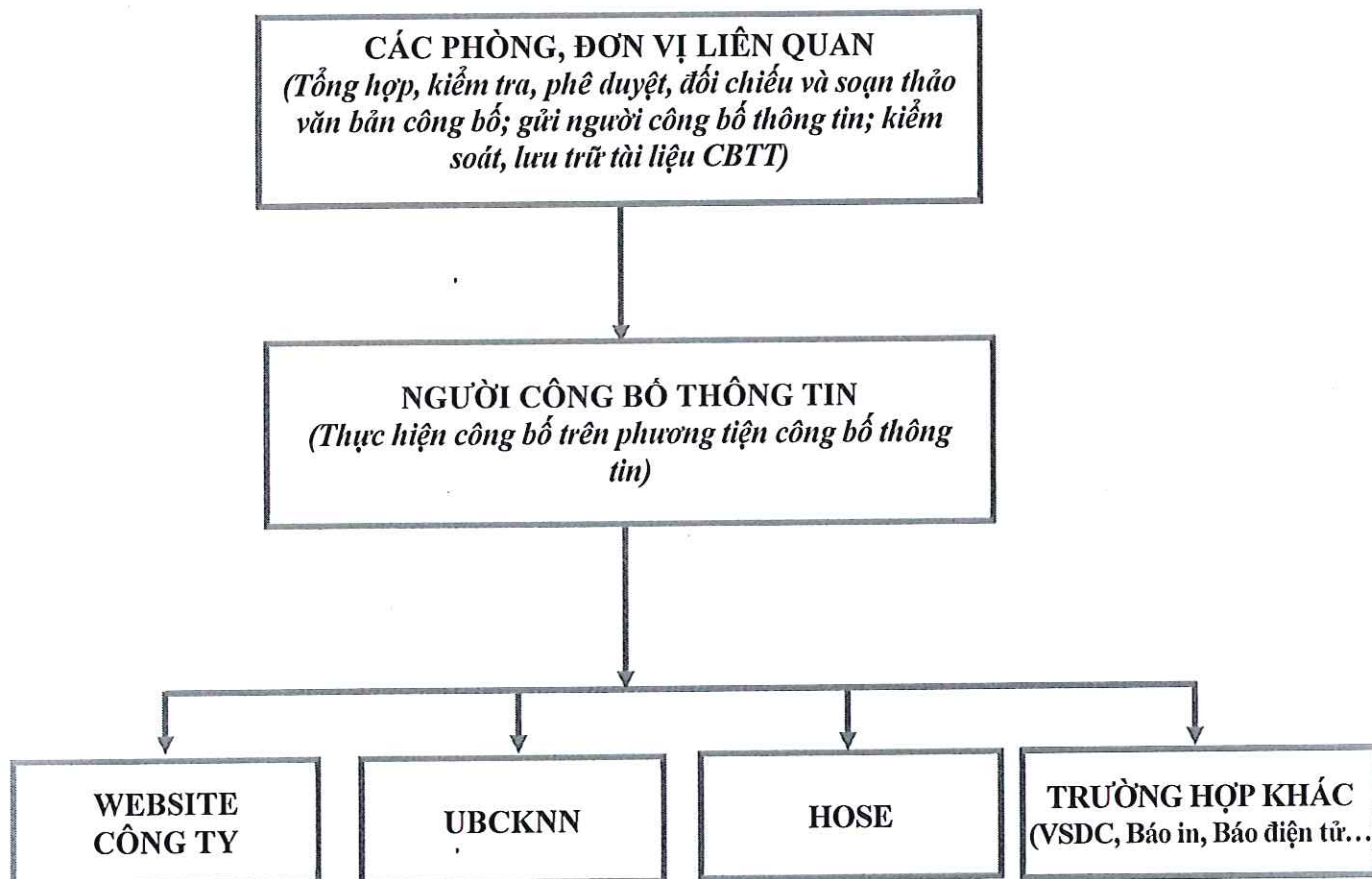 CÁC PHÒNG, ĐƠN VỊ LIÊN QUAN
(Tổng hợp, kiểm tra, phê duyệt, đối chiếu và soạn thảo
văn bản công bố; gửi người công bố thông tin; kiểm
soát, lưu trữ tài liệu CBTT)
NGƯỜI CÔNG BỐ THÔNG TIN
(Thực hiện công bố trên phương tiện công bố thông
tin)
WEBSITE
CÔNG TY
UBCKNN
HOSE
TRƯỜNG HỢP KHÁC
(VSDC, Báo in, Báo điện tử…